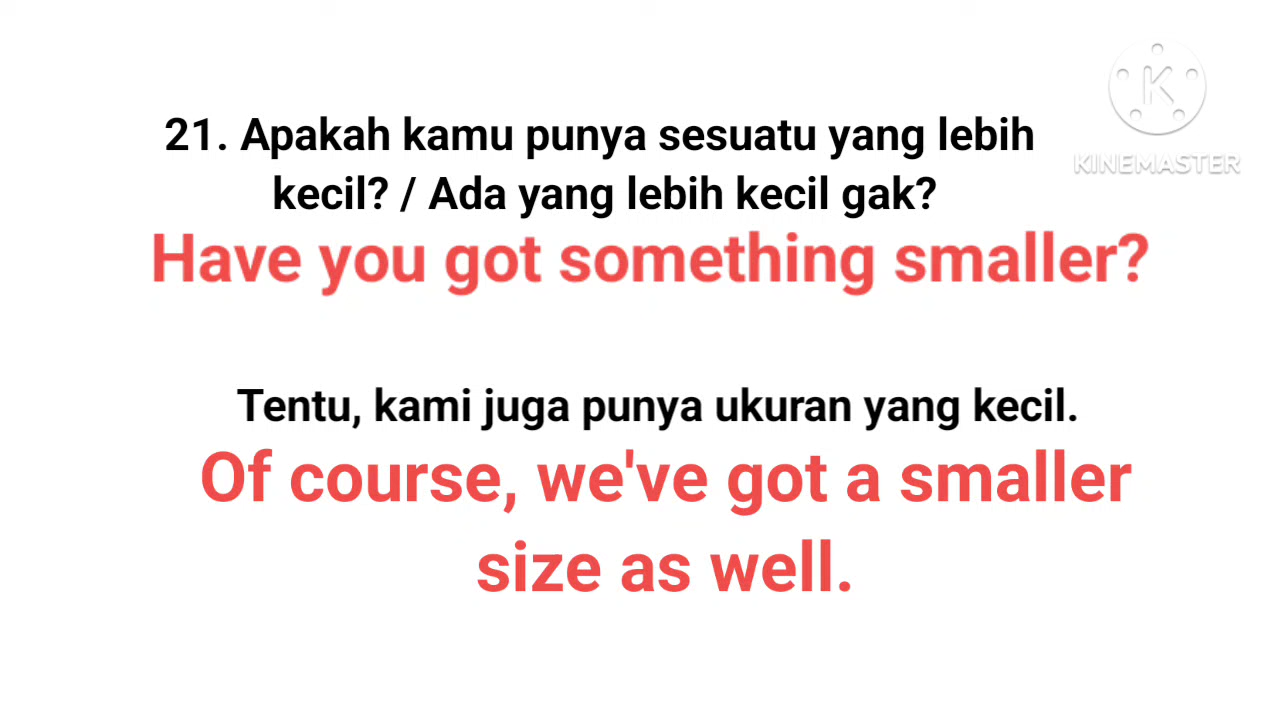 21. Apakah kamu punya sesuatu yang lebih
kecil? / Ada yang lebih kecil gak?
Have you got something smaller?
Tentu, kami juga punya ukuran yang kecil.
Of course, we've got a smaller
size as well.
K
KINEMASTER